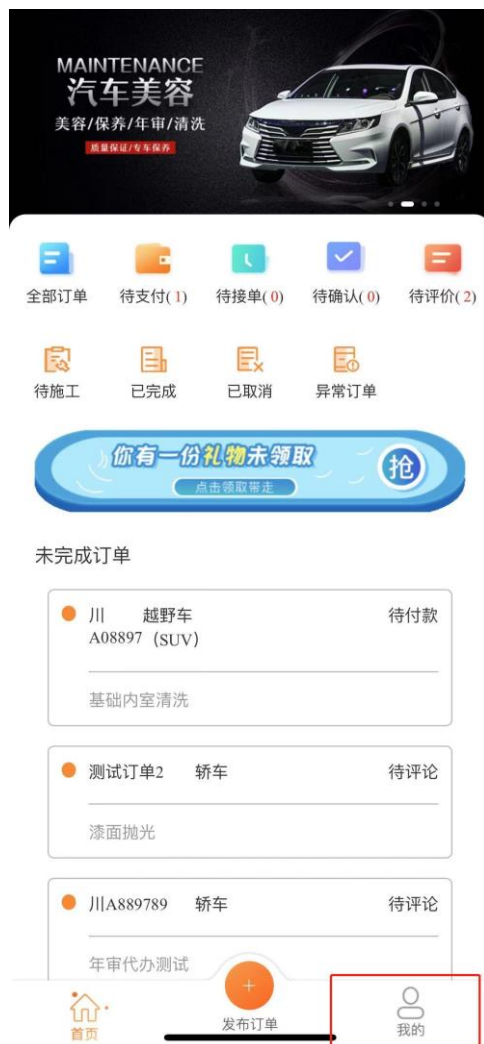 MAINTENANCE
汽车美容
美容/保养/年审/清洗
质量保证/专车保养
全部订单 待支付(1) 待接单(0) 待确认(0) 待评价(2)
待施工 已完成 已取消 异常订单
你有一份礼物未领取
抢
点击领取带走
未完成订单
川 越野车 待付款
A08897 (SUV)
基础内室清洗
测试订单2 轿车 待评论
漆面抛光
川A889789 轿车 待评论
年审代办测试
首页 发布订单 我的